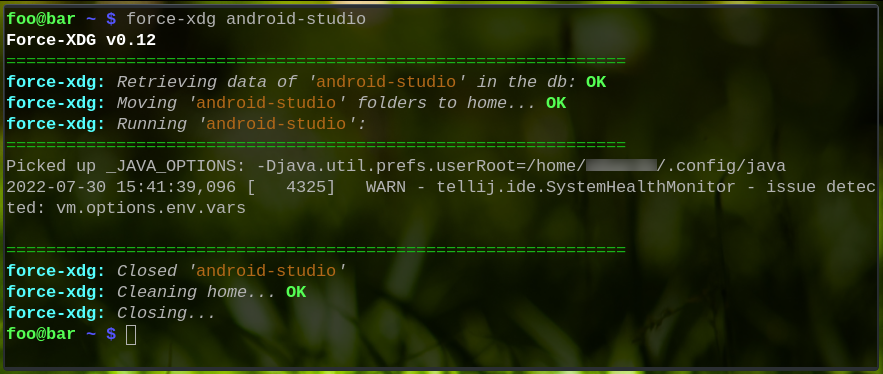 foo@bar ~ $ force-xdg android-studio
Force-XDG v0.12
==============================================================
force-xdg: Retrieving data of 'android-studio' in the db: OK
force-xdg: Moving 'android-studio' folders to home... OK
force-xdg: Running 'android-studio':
==============================================================
Picked up _JAVA_OPTIONS: -Djava.util.prefs.userRoot=/home/ /.config/java
2022-07-30 15:41:39,096 [   4325]   WARN - tellij.ide.SystemHealthMonitor - issue detec
ted: vm.options.env.vars
==============================================================
force-xdg: Closed 'android-studio'
force-xdg: Cleaning home... OK
force-xdg: Closing...
foo@bar ~ $